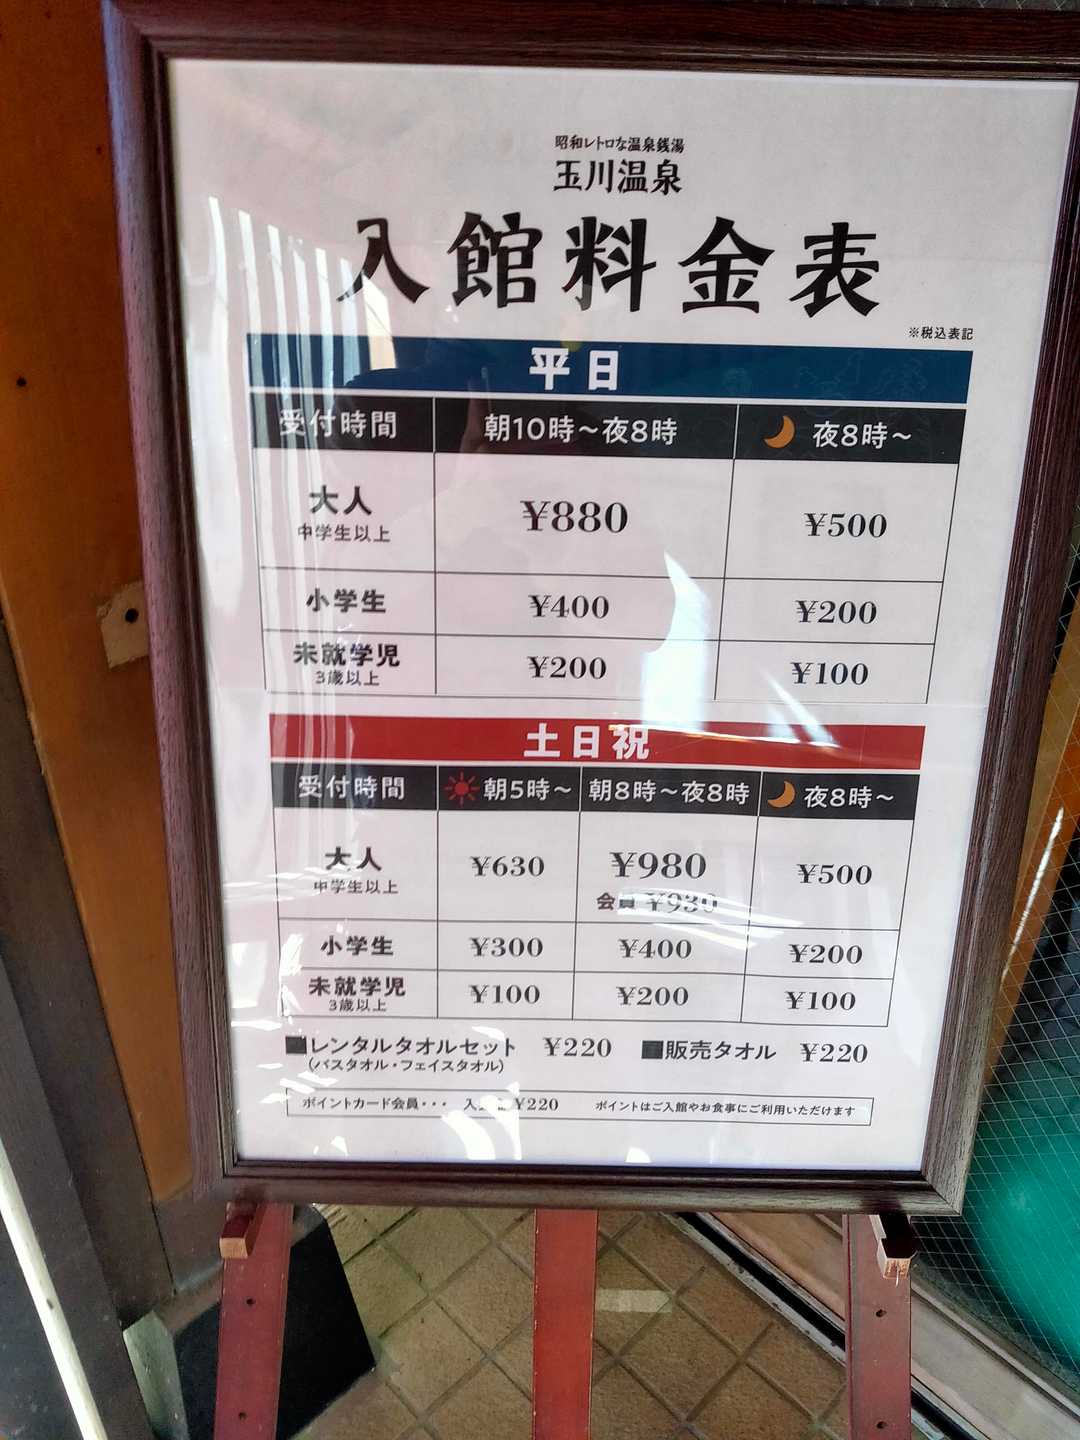 昭和レトロな温泉銭湯
玉川温泉
入館料金表
※税込表記
平日
受付時間 朝10時～夜8時 夜8時～
大人 ¥880 ¥500
中学生以上
小学生 ¥400 ¥200
未就学児 ¥200 ¥100
3歳以上
土日祝
受付時間 朝5時～ 朝8時～夜8時 夜8時～
大人 ¥630 ¥980 ¥500
中学生以上 会員 ¥930
小学生 ¥300 ¥400 ¥200
未就学児 ¥100 ¥200 ¥100
3歳以上
■レンタルタオルセット ¥220 ■販売タオル ¥220
（バスタオル・フェイスタオル）
ポイントカード会員・・・ 入 ¥220 ポイントはご入館やお食事にご利用いただけます